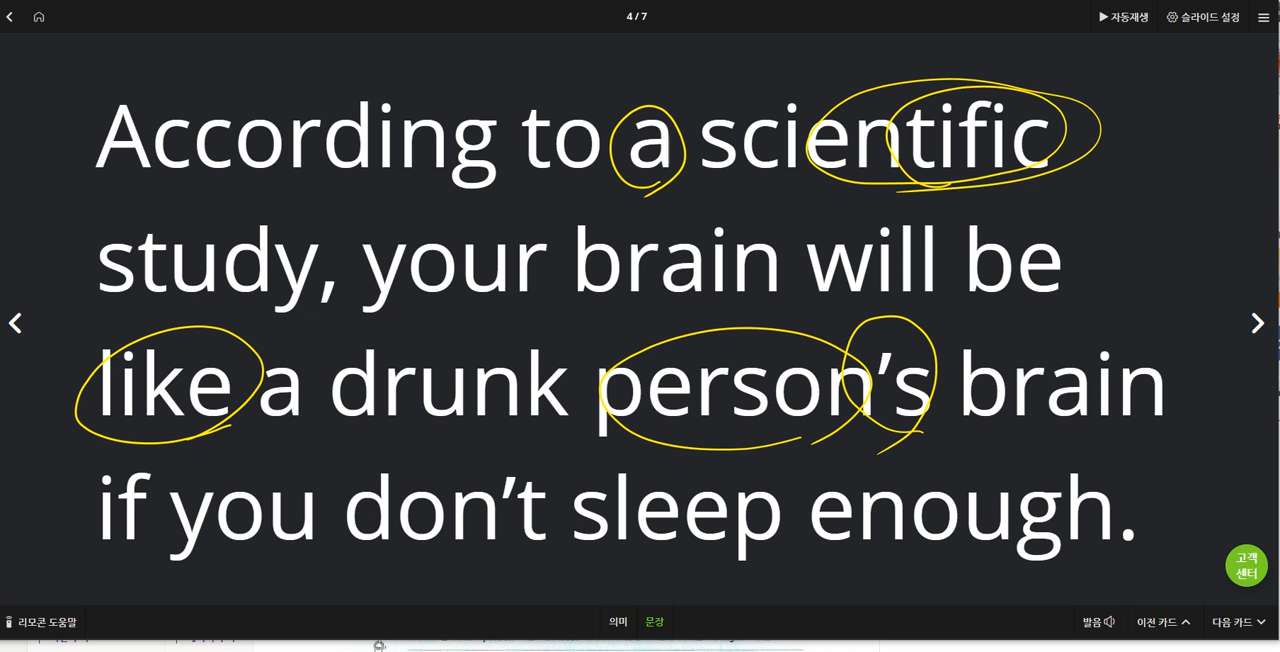 4 / 7
자동재생
슬라이드 설정
According to a scientific
study, your brain will be
like a drunk person’s brain
if you don’t sleep enough.
고객
센터
리모콘 도움말
의미
문장
발음
이전 카드
다음 카드